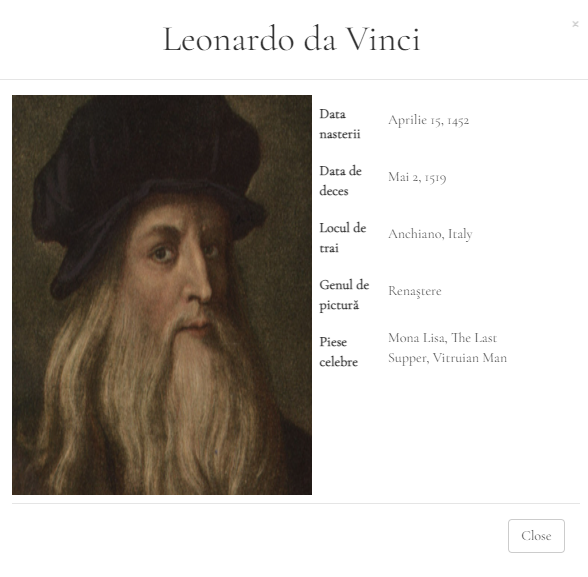 Leonardo da Vinci
×
Data
nasterii
Aprilie 15, 1452
Data de
deces
Mai 2, 1519
Locul de
trai
Anchiano, Italy
Genul de
pictură
Renaștere
Piese
celebre
Mona Lisa, The Last
Supper, Vitruian Man
Close